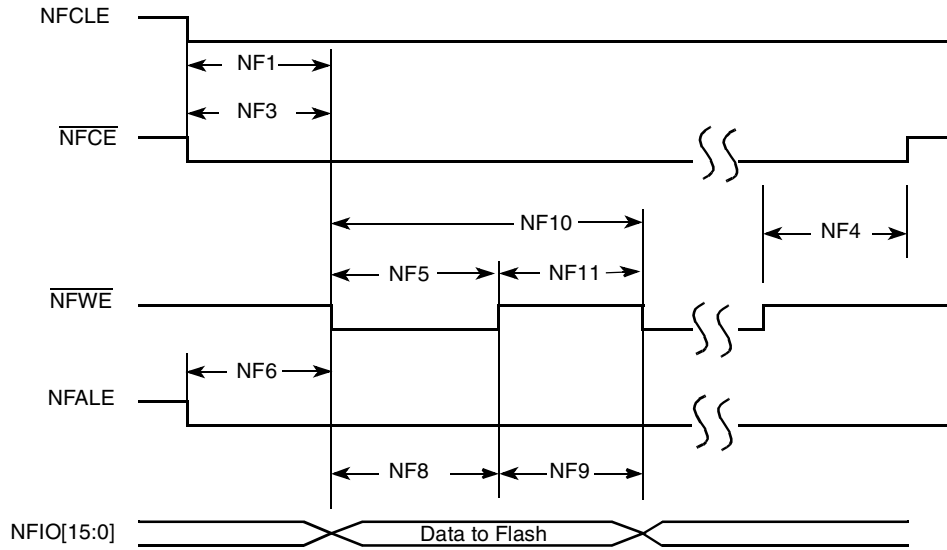 NFCLE
NF1
NF3
NFCE
NF10
NF4
NF5
NF11
NFWE
NF6
NFALE
NF8
NF9
NFIO[15:0]
Data to Flash